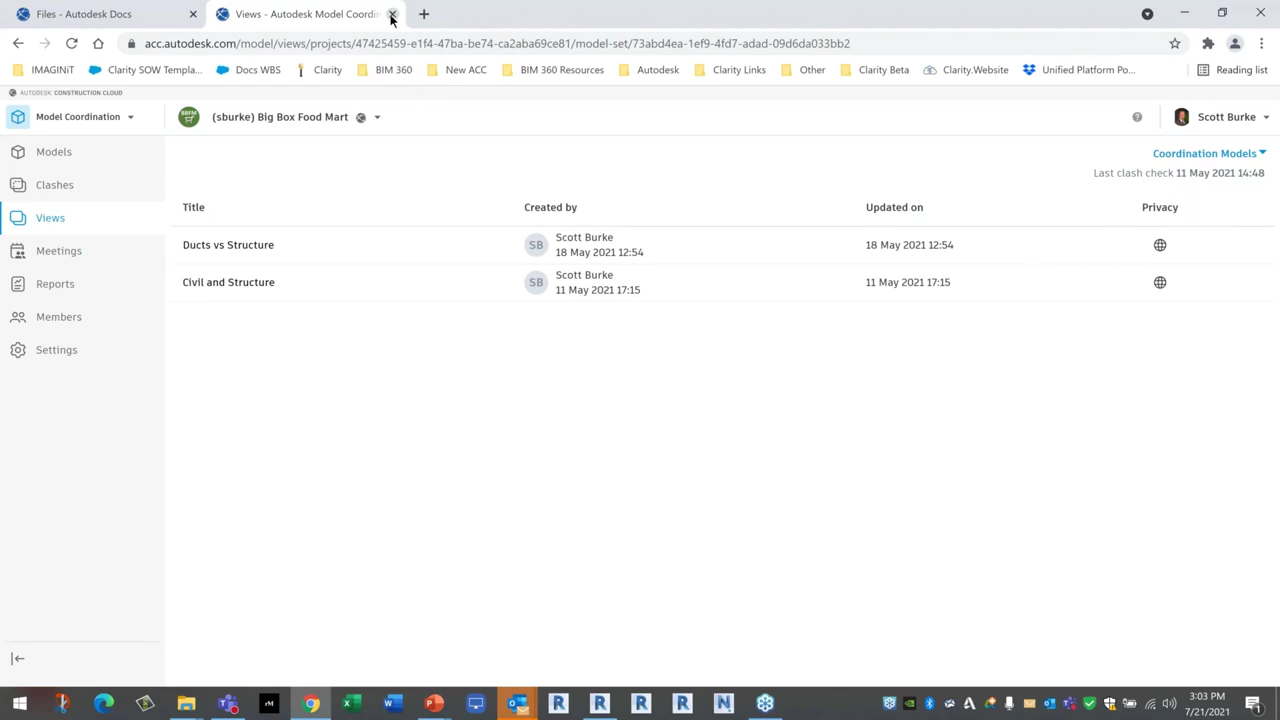 Files - Autodesk Docs
Views - Autodesk Model Coordin
acc.autodesk.com/model/views/projects/47425459-e1f4-47ba-be74-ca2aba69ce81/model-set/73abd4ea-1ef9-4fd7-adad-09d6da033bb2
IMAGINiT
Clarity SOW Templa...
Docs WBS
Clarity
BIM 360
New ACC
BIM 360 Resources
Autodesk
Clarity Links
Other
Clarity Beta
Clarity.Website
Unified Platform Po...
Reading list
AUTODESK CONSTRUCTION CLOUD
Model Coordination
SBFM
(sburke) Big Box Food Mart
Scott Burke
Models
Clashes
Views
Meetings
Reports
Members
Settings
Coordination Models
Last clash check 11 May 2021 14:48
Title Created by Updated on Privacy
Ducts vs Structure
SB
Scott Burke
18 May 2021 12:54
18 May 2021 12:54
Civil and Structure
SB
Scott Burke
11 May 2021 17:15
11 May 2021 17:15
3:03 PM
7/21/2021